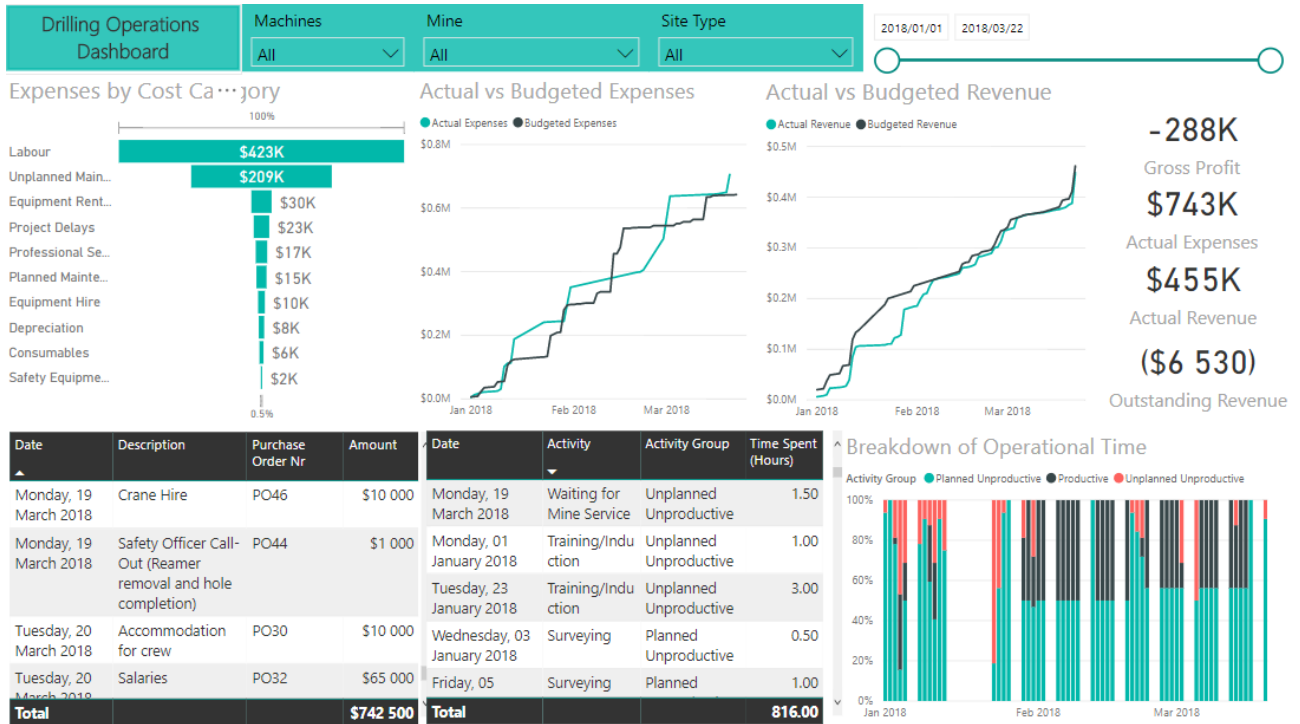 Drilling Operations
Dashboard
Machines
All
Mine
All
Site Type
All
2018/01/01 2018/03/22
Expenses by Cost Ca···gory
100%
Labour $423K
Unplanned Main... $209K
Equipment Rent... $30K
Project Delays $23K
Professional Se... $17K
Planned Mainte... $15K
Equipment Hire $10K
Depreciation $8K
Consumables $6K
Safety Equipme... $2K
0.5%
Actual vs Budgeted Expenses
Actual Expenses Budgeted Expenses
$0.8M
$0.6M
$0.4M
$0.2M
$0.0M
Jan 2018 Feb 2018 Mar 2018
Actual vs Budgeted Revenue
Actual Revenue Budgeted Revenue
$0.5M
$0.4M
$0.3M
$0.2M
$0.1M
$0.0M
Jan 2018 Feb 2018 Mar 2018
-288K
Gross Profit
$743K
Actual Expenses
$455K
Actual Revenue
($6 530)
Outstanding Revenue
Date Description Purchase Order Nr Amount
Monday, 19 March 2018 Crane Hire PO46 $10 000
Monday, 19 March 2018 Safety Officer Call-Out (Reamer removal and hole completion) PO44 $1 000
Tuesday, 20 March 2018 Accommodation for crew PO30 $10 000
Tuesday, 20 March 2018 Salaries PO32 $65 000
Total $742 500
Date Activity Activity Group Time Spent (Hours)
Monday, 19 March 2018 Waiting for Mine Service Unplanned Unproductive 1.50
Monday, 01 January 2018 Training/Induction Unplanned Unproductive 1.00
Tuesday, 23 January 2018 Training/Induction Unplanned Unproductive 3.00
Wednesday, 03 January 2018 Surveying Planned Unproductive 0.50
Friday, 05 Surveying Planned 1.00
Total 816.00
Breakdown of Operational Time
Activity Group Planned Unproductive Productive Unplanned Unproductive
100%
80%
60%
40%
20%
0%
Jan 2018 Feb 2018 Mar 2018